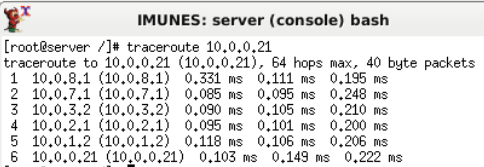 IMUNES: server (console) bash
[root@server /]# traceroute 10.0.0.21
traceroute to 10.0.0.21 (10.0.0.21), 64 hops max, 40 byte packets
1 10.0.8.1 (10.0.8.1) 0.331 ms 0.111 ms 0.195 ms
2 10.0.7.1 (10.0.7.1) 0.085 ms 0.095 ms 0.248 ms
3 10.0.3.2 (10.0.3.2) 0.090 ms 0.105 ms 0.210 ms
4 10.0.2.1 (10.0.2.1) 0.095 ms 0.101 ms 0.200 ms
5 10.0.1.2 (10.0.1.2) 0.118 ms 0.106 ms 0.206 ms
6 10.0.0.21 (10.0.0.21) 0.103 ms 0.149 ms 0.222 ms